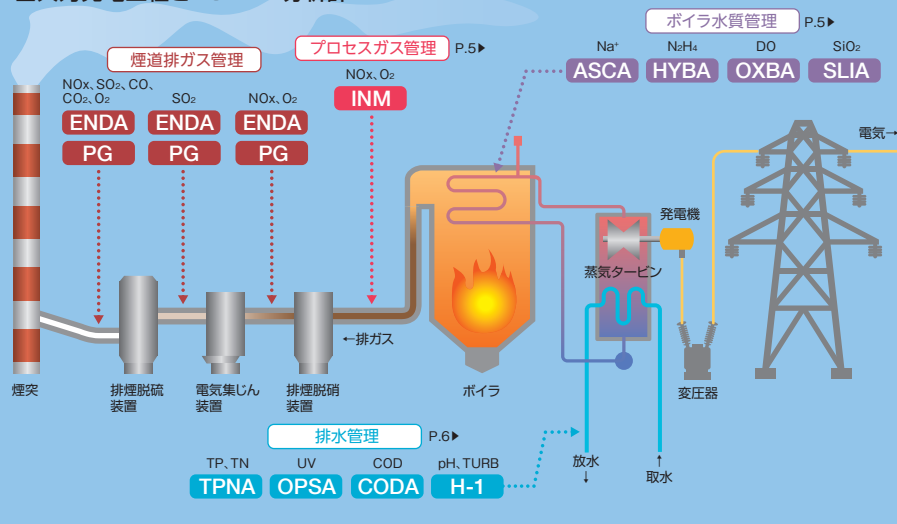 ボイラ水質管理 P.5▶
プロセスガス管理 P.5▶
煙道排ガス管理
Na⁺ N₂H₄ DO SiO₂
ASCA HYBA OXBA SLIA
NOx、O₂
INM
NOx、SO₂、CO、
CO₂、O₂ SO₂ NOx、O₂
ENDA ENDA ENDA
PG PG PG
電気→
発電機
蒸気タービン
←排ガス
煙突
排煙脱硫
装置
電気集じん
装置
排煙脱硝
装置
ボイラ
変圧器
排水管理 P.6▶
TP、TN UV COD pH、TURB
TPNA OPSA CODA H-1
放水
↓
↑
取水